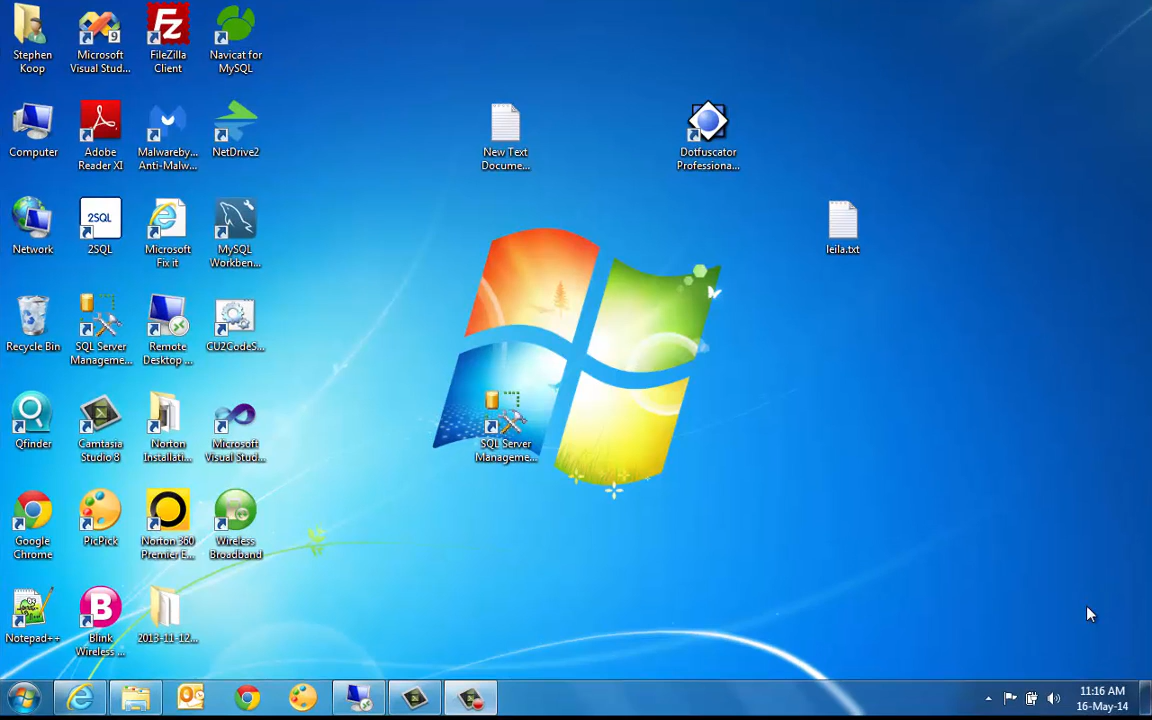 Stephen
Koop
Microsoft
Visual Stud...
9
FileZilla
Client
Fz
Navicat for
MySQL
New Text
Docume...
Dotfuscator
Professiona...
Computer
Adobe
Reader XI
Malwareby...
Anti-Malw...
NetDrive2
leila.txt
Network
2SQL
2SQL
Microsoft
Fix it
MySQL
Workben...
Recycle Bin
SQL Server
Manageme...
Remote
Desktop ...
CU2CodeS...
Qfinder
Camtasia
Studio 8
Norton
Installati...
Microsoft
Visual Stud...
SQL Server
Manageme...
Google
Chrome
PicPick
Norton 360
Premier E...
Wireless
Broadband
Notepad++
B
Blink
Wireless ...
2013-11-12...
11:16 AM
16-May-14